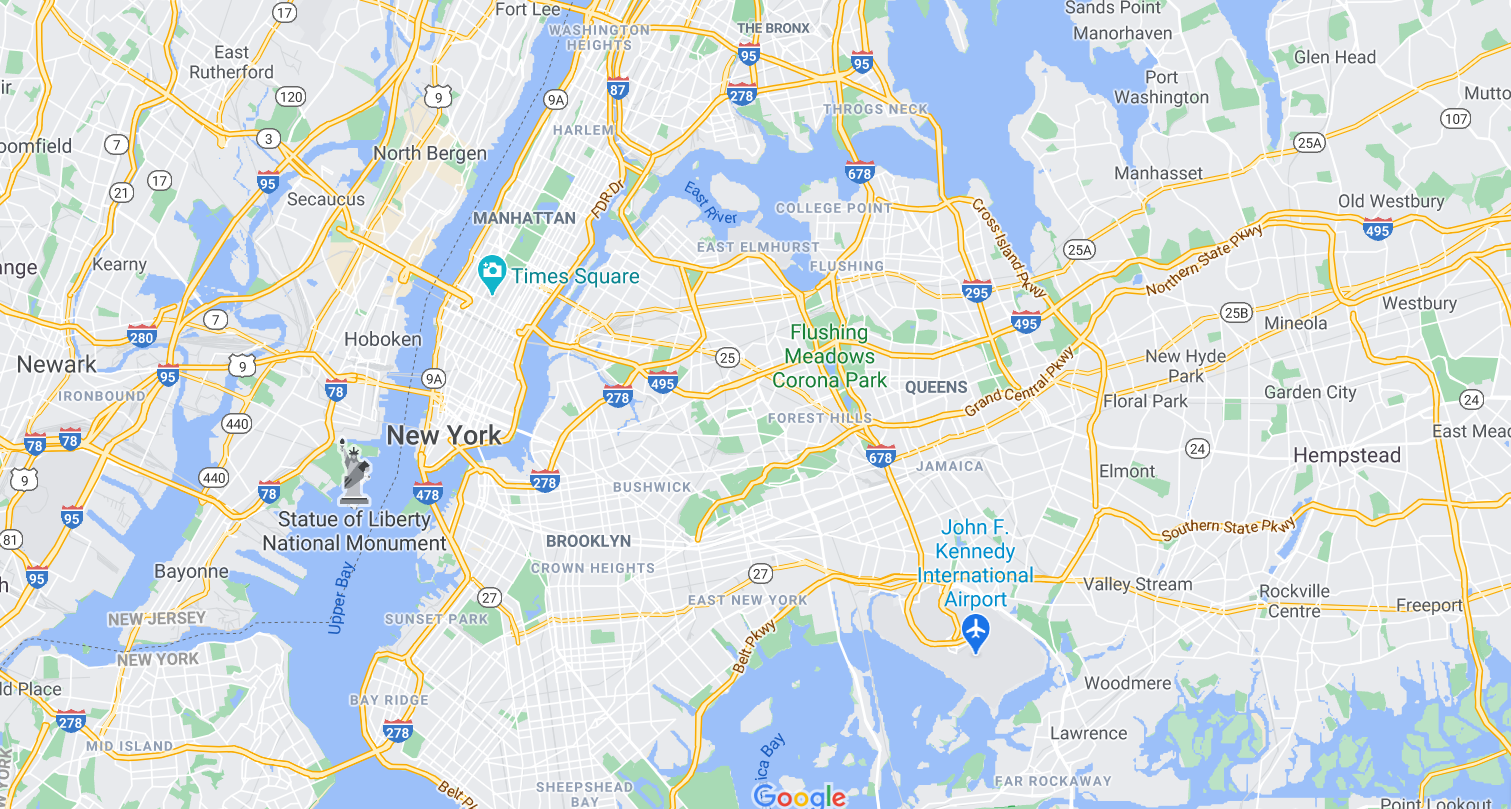 17
Fort Lee
WASHINGTON
HEIGHTS
THE BRONX
Sands Point
Manorhaven
East
Rutherford
95
95
Glen Head
120
9
9A
87
278
Port
Washington
Mutto
THROGS NECK
107
7
3
HARLEM
25A
oomfield
North Bergen
678
Manhasset
21
17
95
Secaucus
FDR Dr
East River
COLLEGE POINT
Old Westbury
MANHATTAN
Cross Island Pkwy
495
EAST ELMHURST
25A
Northern State Pkwy
ange
Kearny
Times Square
FLUSHING
295
Westbury
7
495
25B
Mineola
280
Hoboken
Flushing
Meadows
Corona Park
Newark
9
25
New Hyde
Park
95
78
9A
278
495
QUEENS
Grand Central Pkwy
IRONBOUND
Floral Park
Garden City
24
440
FOREST HILLS
78
78
New York
678
East Mead
24
Hempstead
9
440
JAMAICA
Elmont
78
478
278
BUSHWICK
95
Statue of Liberty
National Monument
John F.
Kennedy
International
Airport
Southern State Pkwy
81
BROOKLYN
Bayonne
CROWN HEIGHTS
27
95
Upper Bay
27
EAST NEW YORK
Valley Stream
Rockville
Centre
Freeport
NEW JERSEY
SUNSET PARK
Belt Pkwy
NEW YORK
ld Place
BAY RIDGE
Woodmere
278
278
MID ISLAND
Lawrence
ica Bay
Belt P
SHEEPSHEAD
BAY
Google
FAR ROCKAWAY
Point Lookout